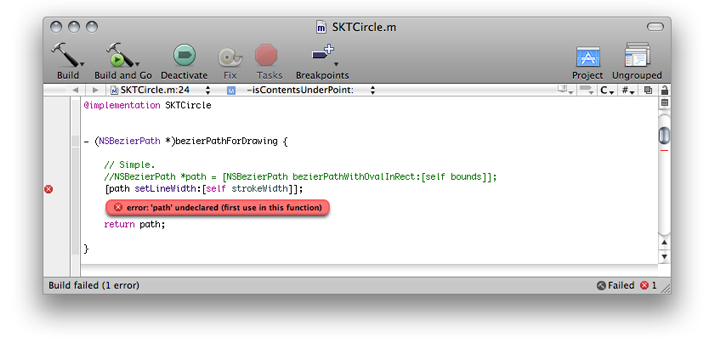 SKTCircle.m
Build
Build and Go
Deactivate
Fix
Tasks
Breakpoints
Project
Ungrouped
SKTCircle.m:24
M
-isContentsUnderPoint:
C
#
@implementation SKTCircle
- (NSBezierPath *)bezierPathForDrawing {
// Simple.
//NSBezierPath *path = [NSBezierPath bezierPathWithOvalInRect:[self bounds]];
[path setLineWidth:[self strokeWidth]];
error: 'path' undeclared (first use in this function)
return path;
}
Build failed (1 error)
Failed
1